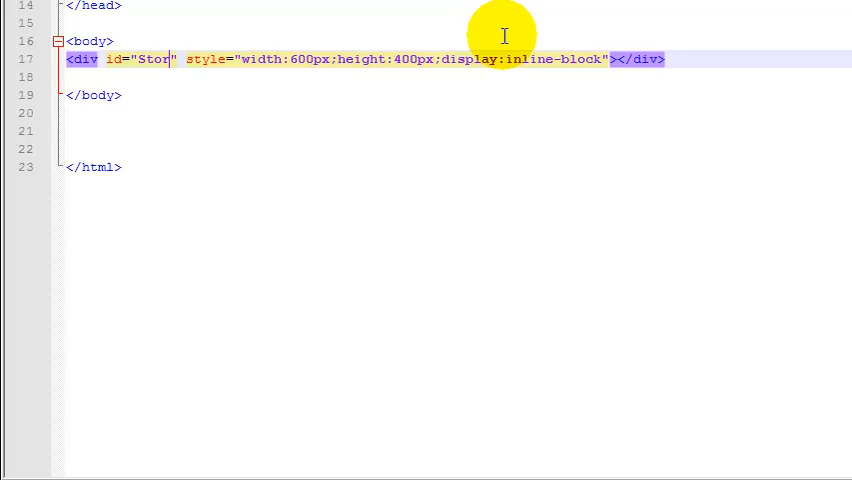 14 </head>
15
16 <body>
17 <div id="Stor" style="width:600px;height:400px;display:inline-block"></div>
18
19 </body>
20
21
22
23 </html>